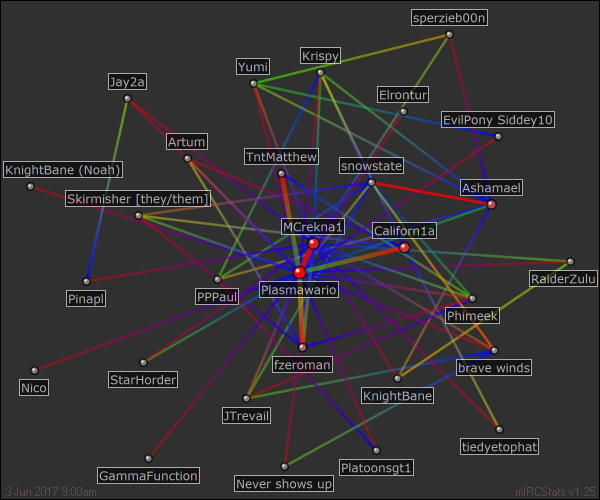 sperzieb00n
Krispy
Yumi
Jay2a
Elrontur
EvilPony Siddey10
Artum
TntMatthew
snowstate
KnightBane (Noah)
Ashamael
Skirmisher [they/them]
MCrekna1
Californ1a
Plasmawario
RaiderZulu
Pinapl
PPPaul
Phimeek
fzeroman
brave winds
StarHorder
Nico
KnightBane
JTrevail
tiedyetophat
GammaFunction
Platoonsgt1
Never shows up
3 Jun 2017 9:00am
mIRCStats v1.25